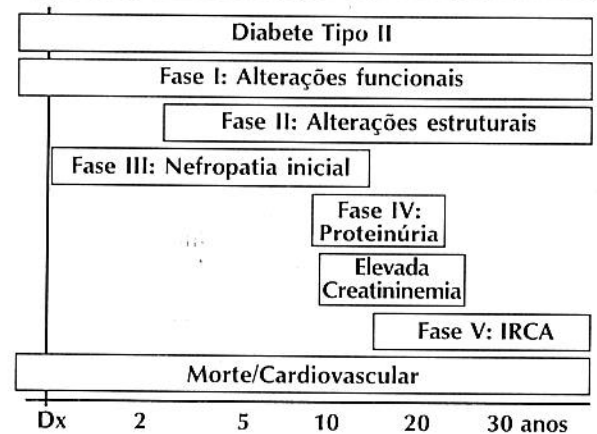 Diabete Tipo II
Fase I: Alterações funcionais
Fase II: Alterações estruturais
Fase III: Nefropatia inicial
Fase IV:
Proteinúria
Elevada
Creatininemia
Fase V: IRCA
Morte/Cardiovascular
Dx 2 5 10 20 30 anos